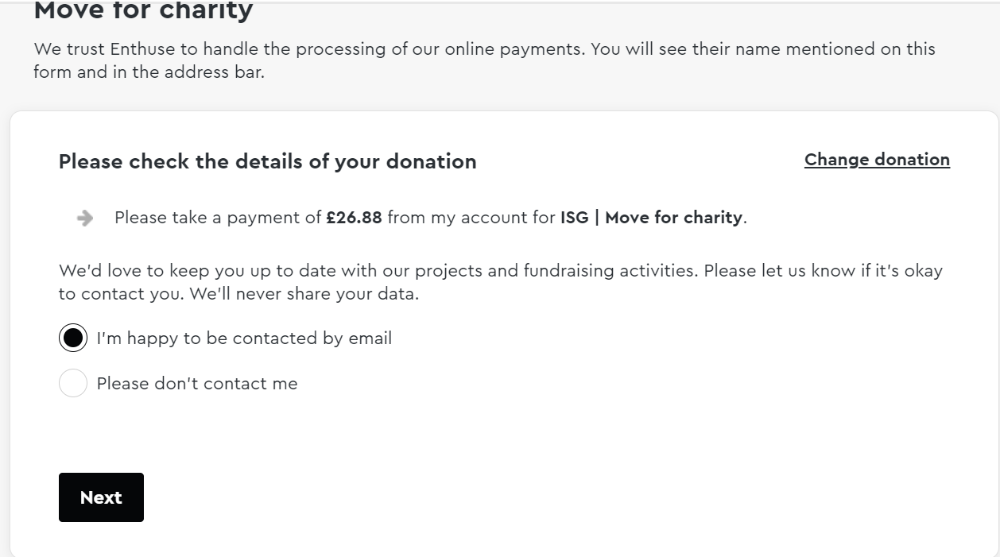 Move for charity
We trust Enthuse to handle the processing of our online payments. You will see their name mentioned on this
form and in the address bar.
Please check the details of your donation
Change donation
Please take a payment of £26.88 from my account for ISG | Move for charity.
We'd love to keep you up to date with our projects and fundraising activities. Please let us know if it's okay
to contact you. We'll never share your data.
I'm happy to be contacted by email
Please don't contact me
Next